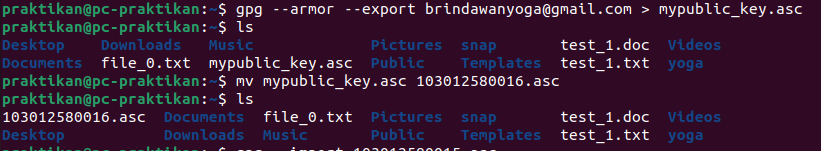 praktikan@pc-praktikan:~$ gpg --armor --export brindawanyoga@gmail.com > mypublic_key.asc
praktikan@pc-praktikan:~$ ls
Desktop Downloads Music Pictures snap test_1.doc Videos
Documents file_0.txt mypublic_key.asc Public Templates test_1.txt yoga
praktikan@pc-praktikan:~$ mv mypublic_key.asc 103012580016.asc
praktikan@pc-praktikan:~$ ls
103012580016.asc Documents file_0.txt Pictures snap test_1.doc Videos
Desktop Downloads Music Public Templates test_1.txt yoga